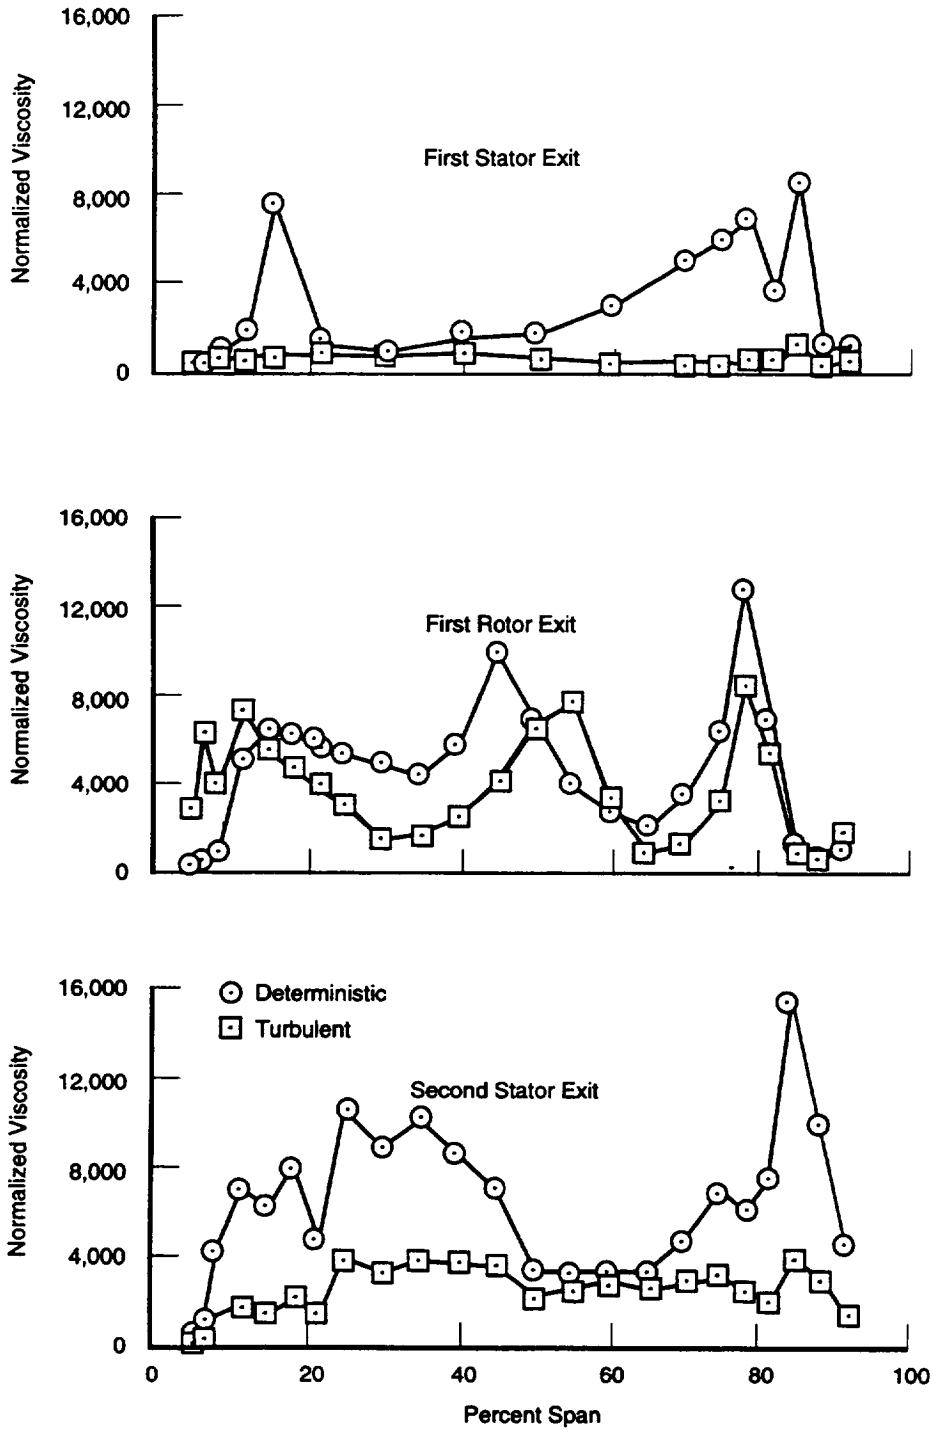 16,000
12,000
8,000
4,000
0
Normalized Viscosity
First Stator Exit
16,000
12,000
8,000
4,000
0
Normalized Viscosity
First Rotor Exit
16,000
12,000
8,000
4,000
0
Normalized Viscosity
Deterministic
Turbulent
Second Stator Exit
0 20 40 60 80 100
Percent Span